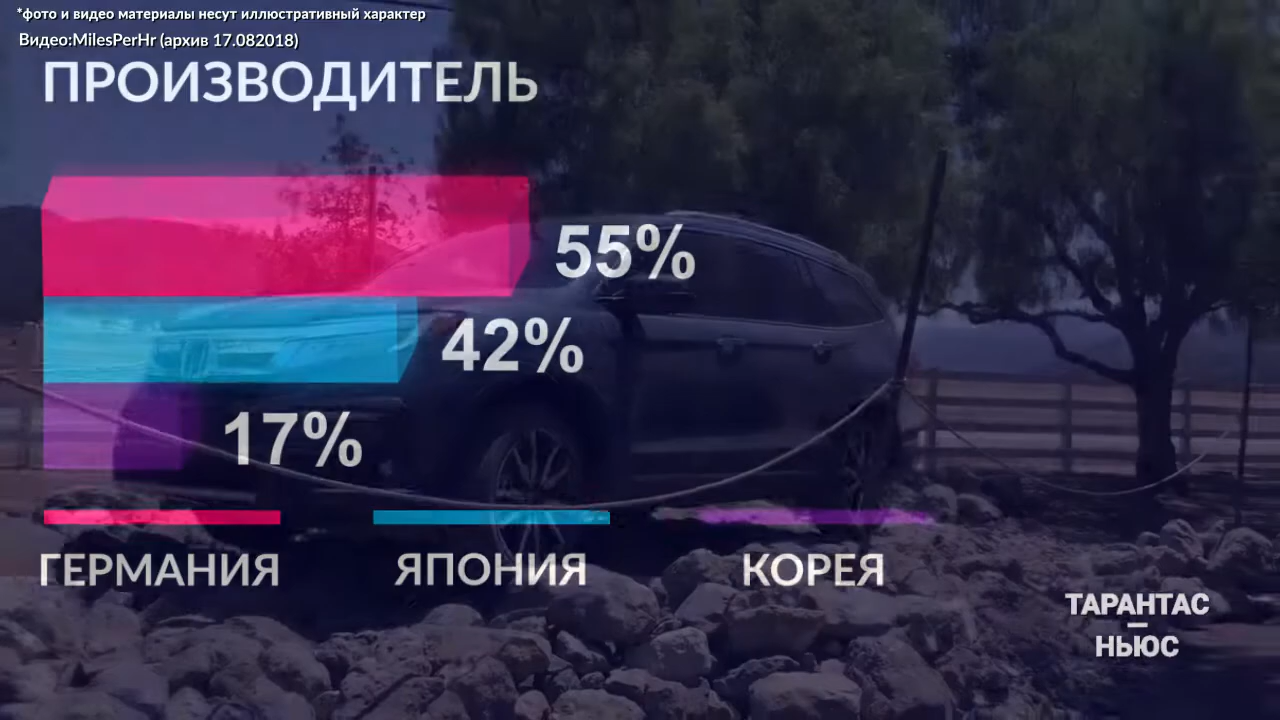 *фото и видео материалы несут иллюстративный характер
Видео:MilesPerHr (архив 17.082018)
ПРОИЗВОДИТЕЛЬ
55%
42%
17%
ГЕРМАНИЯ ЯПОНИЯ КОРЕЯ
ТАРАНТАС
—
НЬЮС